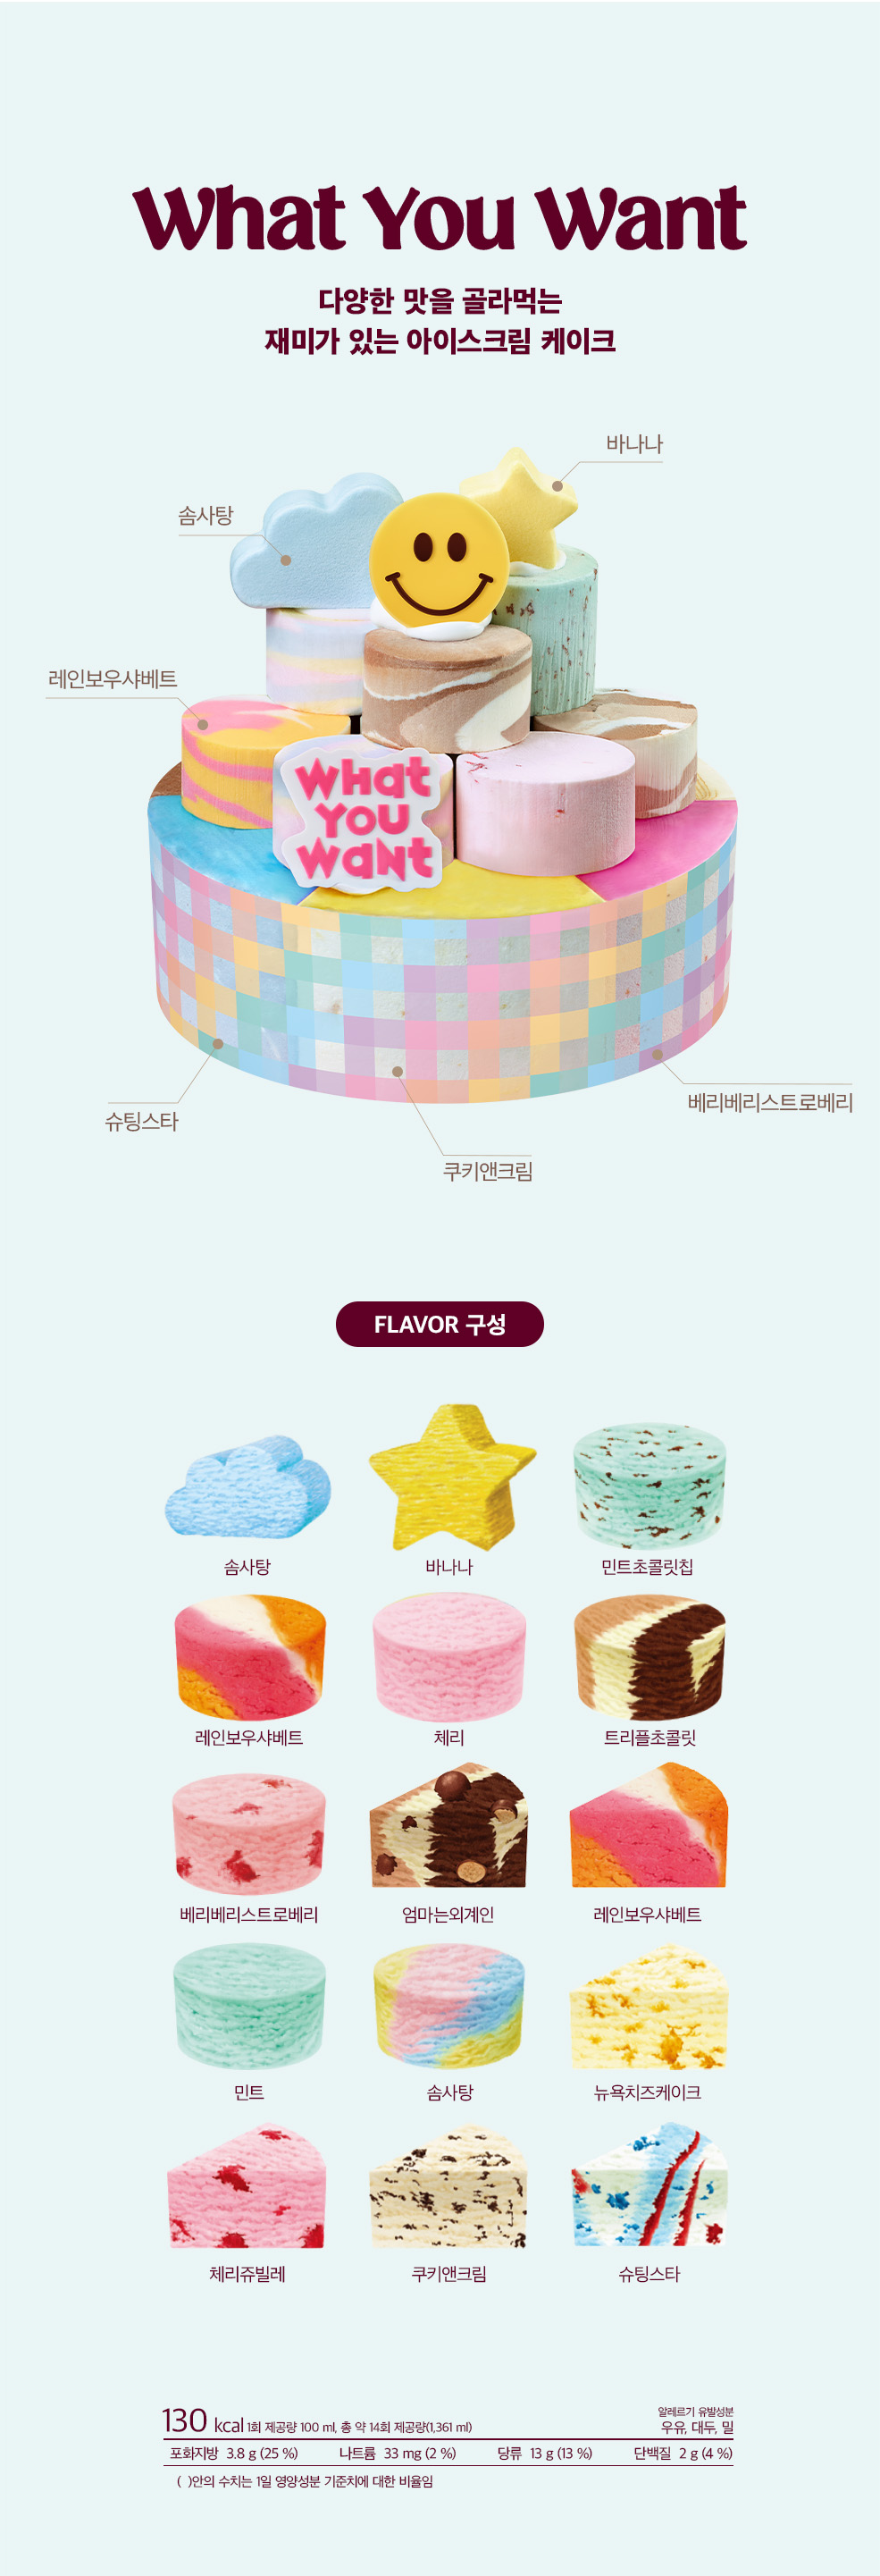 What You Want
다양한 맛을 골라먹는
재미가 있는 아이스크림 케이크
바나나
솜사탕
레인보우샤베트
WHat
YOU
WaNt
슈팅스타
베리베리스트로베리
쿠키앤크림
FLAVOR 구성
솜사탕
바나나
민트초콜릿칩
레인보우샤베트
체리
트리플초콜릿
베리베리스트로베리
엄마는외계인
레인보우샤베트
민트
솜사탕
뉴욕치즈케이크
체리쥬빌레
쿠키앤크림
슈팅스타
알레르기 유발성분
130 kcal 1회 제공량 100 ml, 총 약 14회 제공량(1,361 ml)
우유, 대두, 밀
포화지방 3.8 g (25 %) 나트륨 33 mg (2 %) 당류 13 g (13 %) 단백질 2 g (4 %)
( )안의 수치는 1일 영양성분 기준치에 대한 비율임